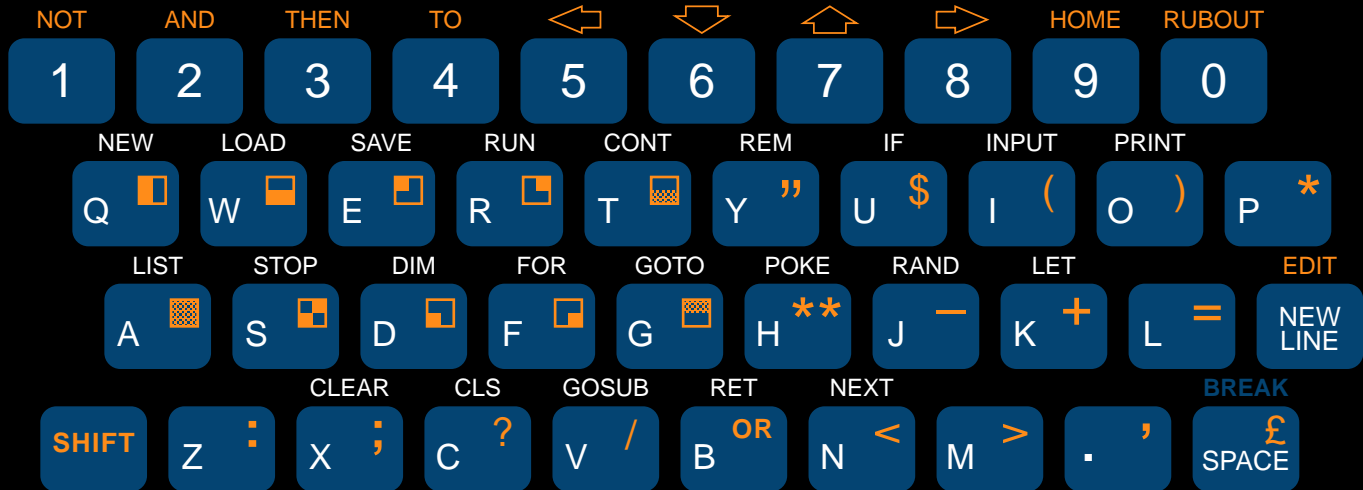 NOT AND THEN TO HOME RUBOUT
1 2 3 4 5 6 7 8 9 0
NEW LOAD SAVE RUN CONT REM IF INPUT PRINT
Q W E R T Y ” U $ I ( O ) P *
LIST STOP DIM FOR GOTO POKE RAND LET EDIT
A S D F G H ** J − K + L = NEW LINE
CLEAR CLS GOSUB RET NEXT BREAK
SHIFT Z : X ; C ? V / B OR N < M > . , £ SPACE